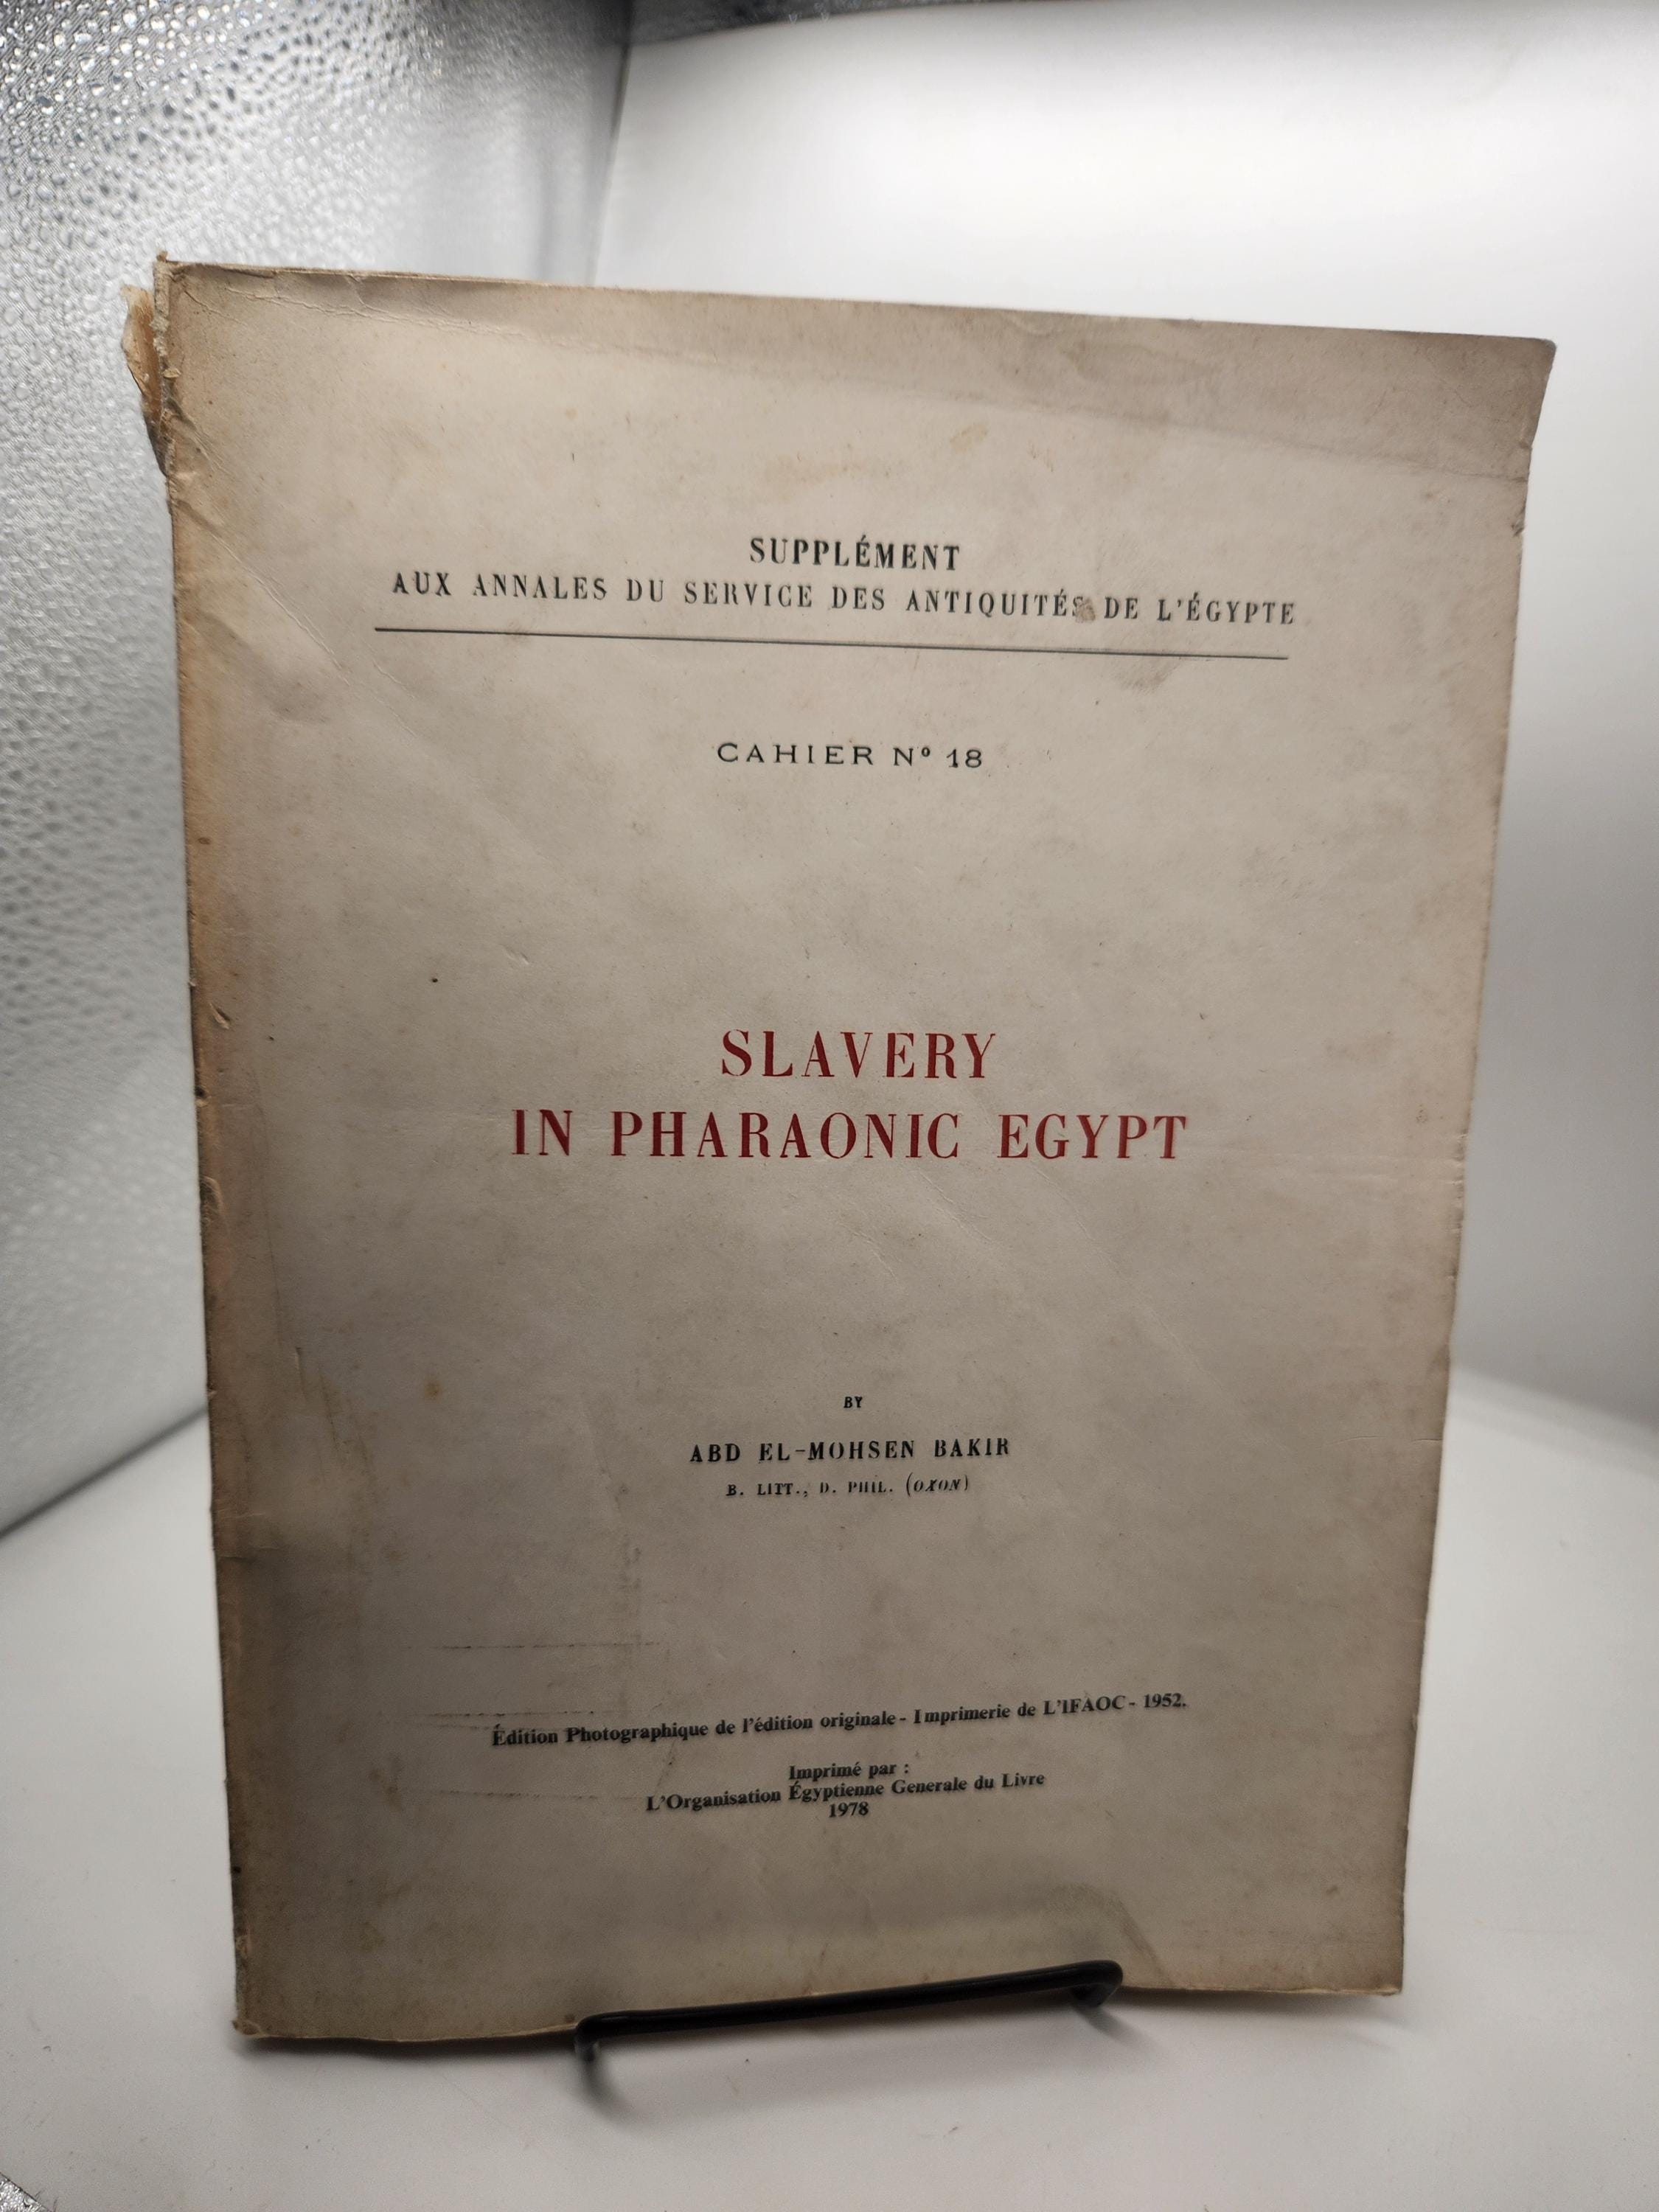 SUPPLÉMENT
AUX ANNALES DU SERVICE DES ANTIQUITÉS DE L'ÉGYPTE
CAHIER Nº 18
SLAVERY
IN PHARAONIC EGYPT
BY
ABD EL-MOHSEN BAKIR
B. LITT., D. PHIL. (OXON)
Édition Photographique de l'édition originale - Imprimerie de L'IFAOC - 1952.
Imprimé par :
L'Organisation Égyptienne Generale du Livre
1978